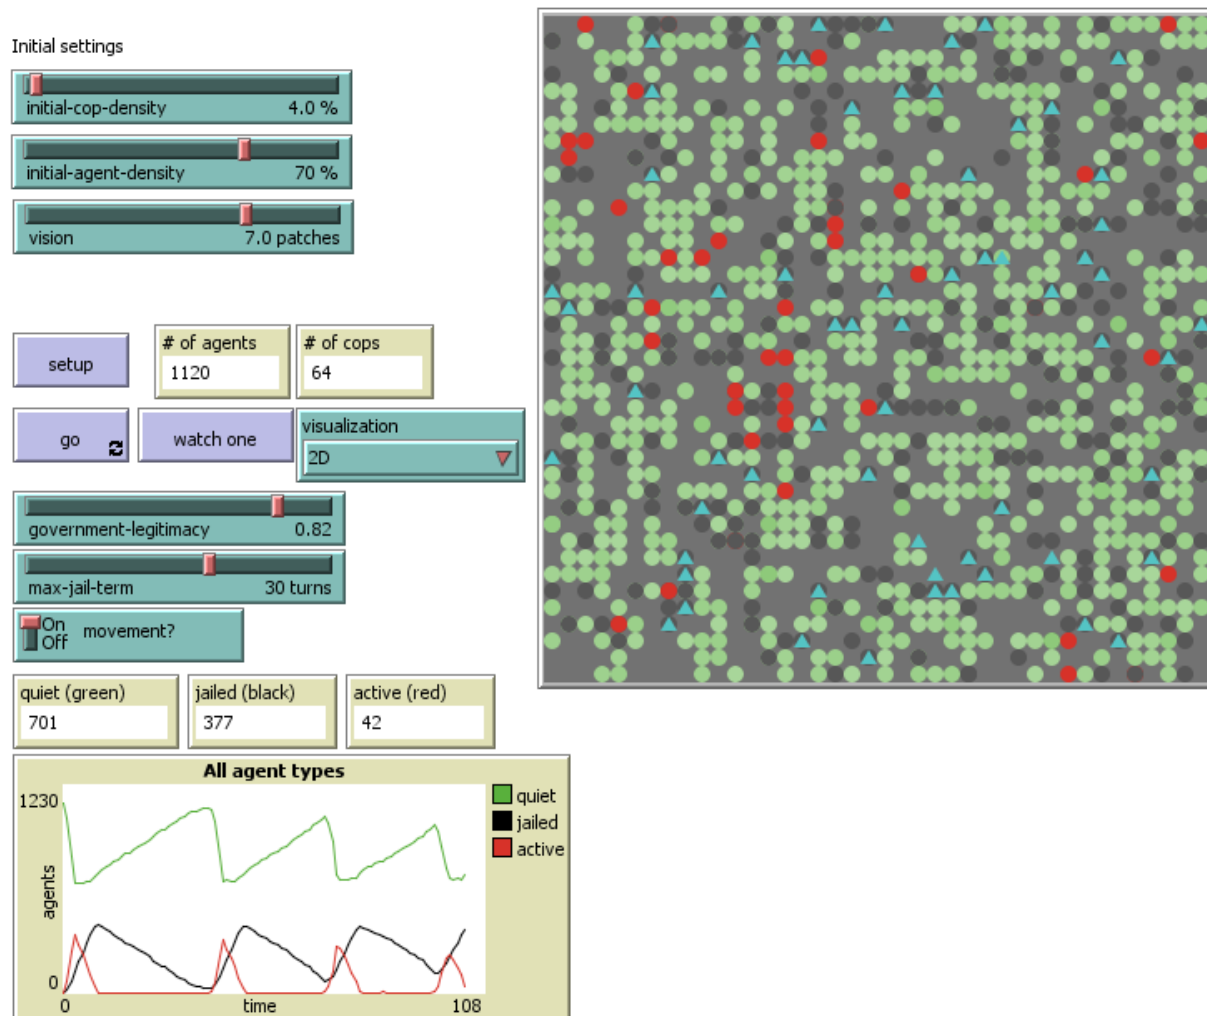 Initial settings
initial-cop-density 4.0 %
initial-agent-density 70 %
vision 7.0 patches
setup
# of agents
1120
# of cops
64
go
watch one
visualization
2D
government-legitimacy 0.82
max-jail-term 30 turns
On
Off
movement?
quiet (green)
701
jailed (black)
377
active (red)
42
All agent types
1230
agents
0
0
time
108
quiet
jailed
active